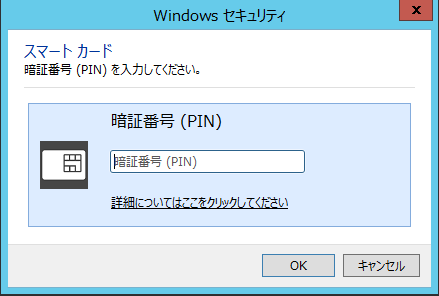 Windows セキュリティ
x
スマート カード
暗証番号 (PIN) を入力してください。
暗証番号 (PIN)
暗証番号 (PIN)
詳細についてはここをクリックしてください
OK
キャンセル